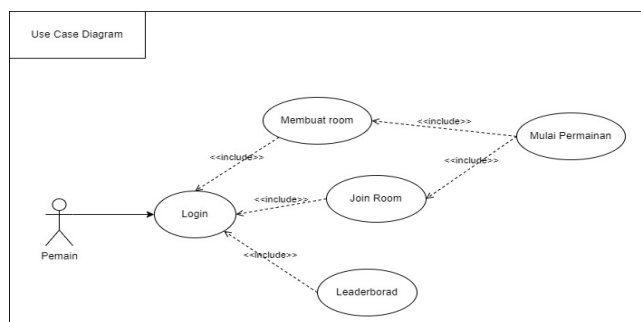 Use Case Diagram
Membuat room
<<include>>
Mulai Permainan
<<include>>
<<include>>
<<include>>
Join Room
Login
Pemain
<<include>>
Leaderborad